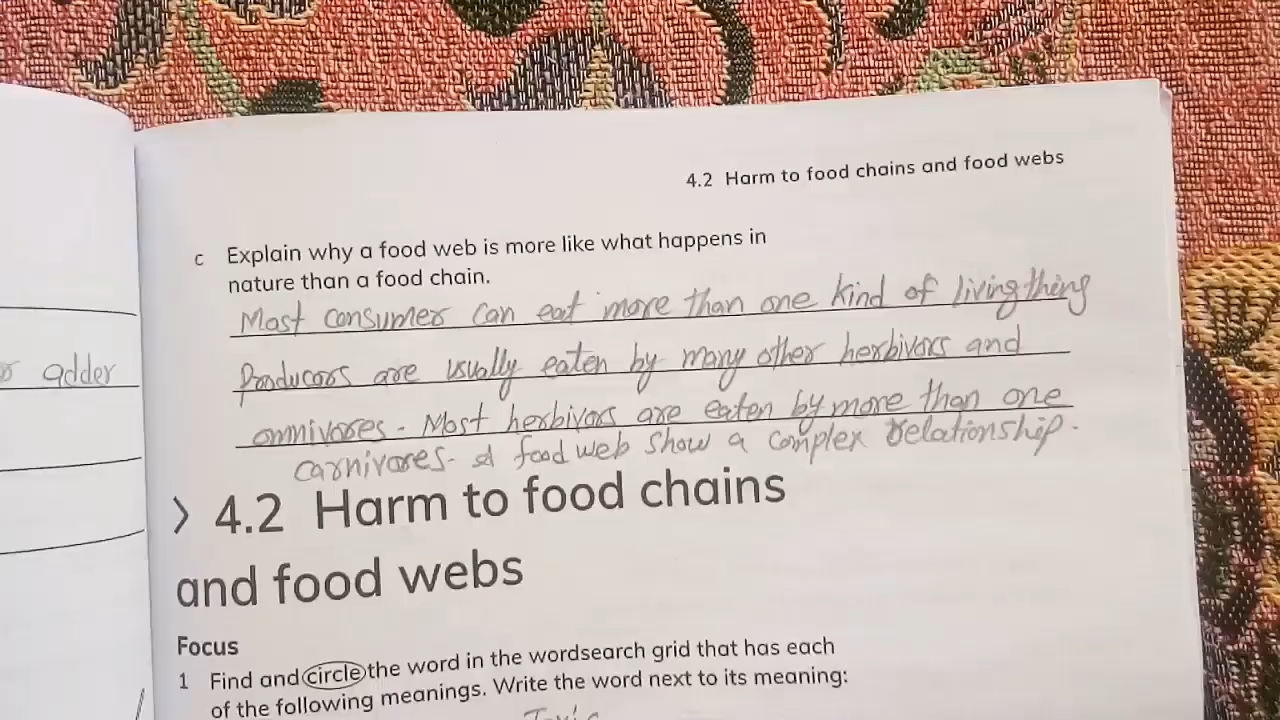 4.2 Harm to food chains and food webs
c Explain why a food web is more like what happens in
nature than a food chain.
Most consumer can eat more than one kind of living thing
Producers are usually eaten by many other herbivors and
adder
omnivores. Most herbivors are eaten by more than one
carnivores. A food web show a complex relationship.
> 4.2 Harm to food chains
and food webs
Focus
1 Find and circle the word in the wordsearch grid that has each
of the following meanings. Write the word next to its meaning: